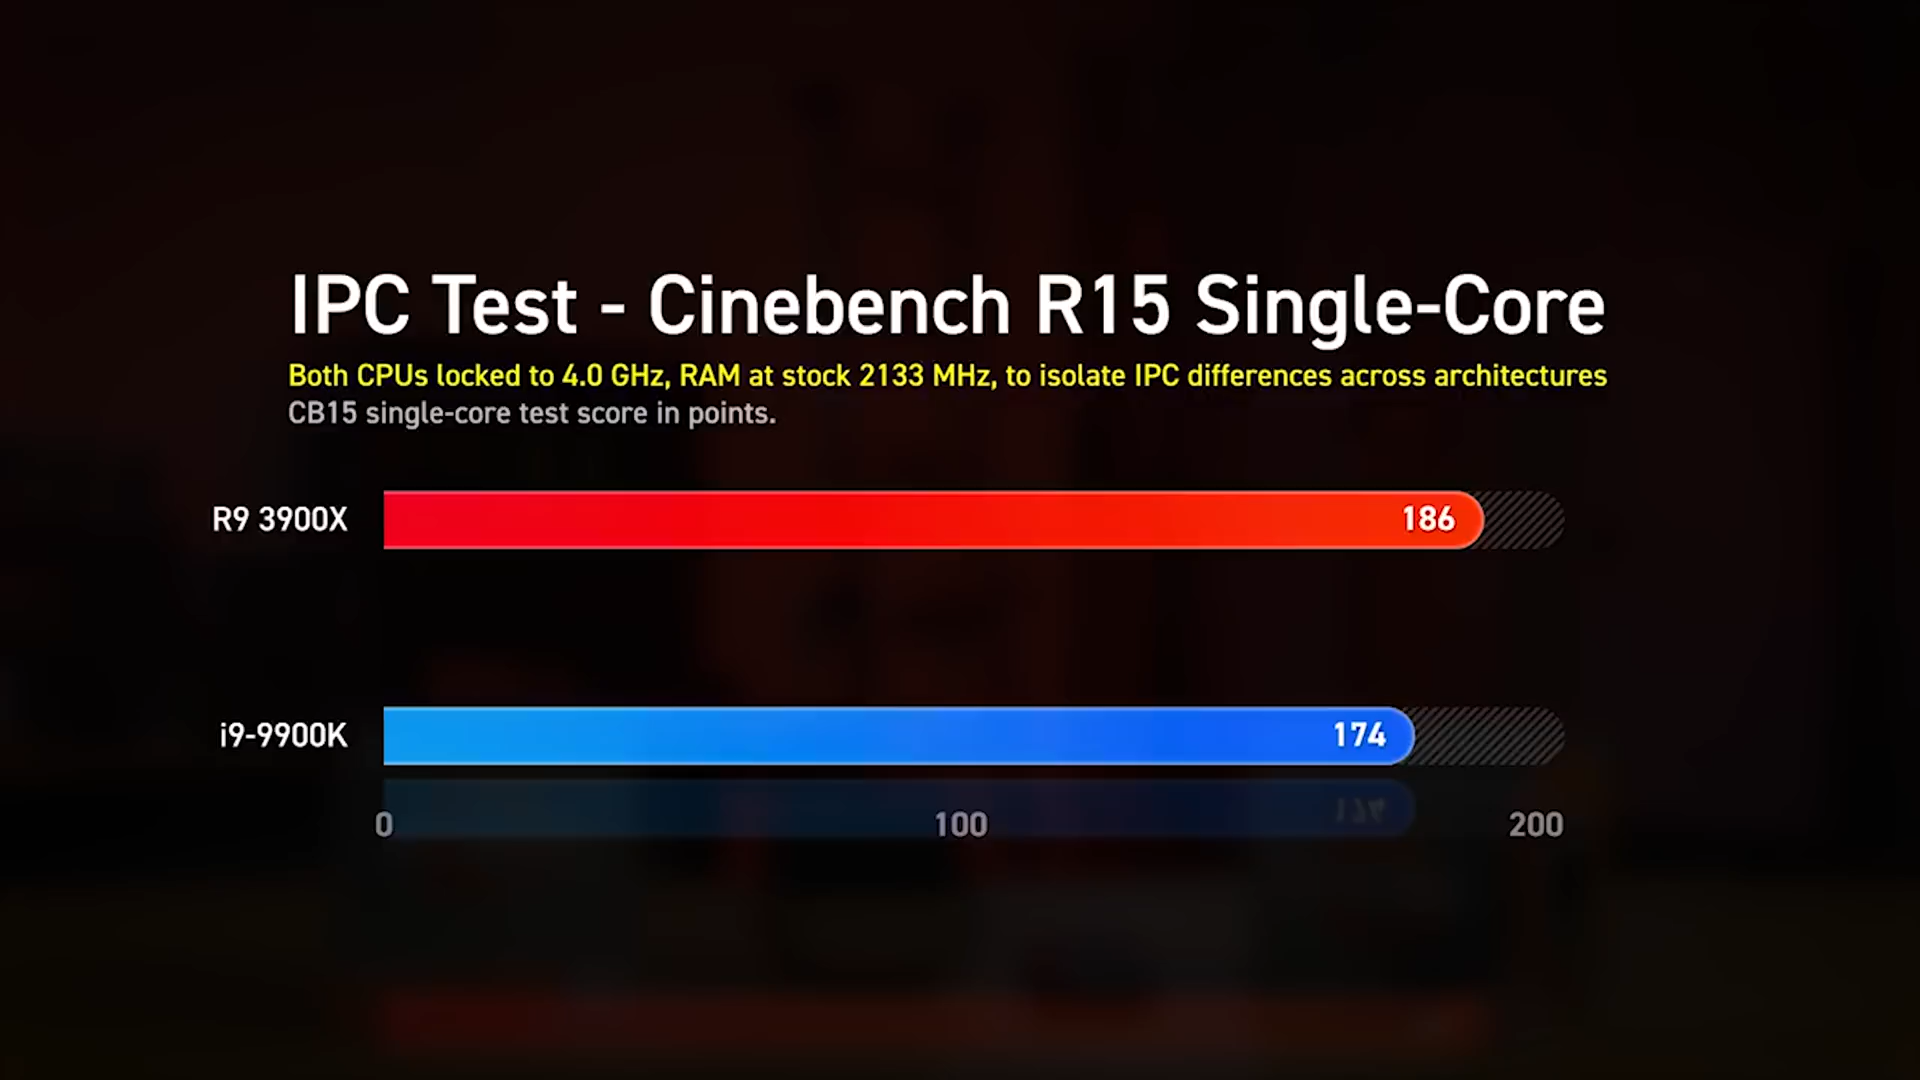 IPC Test - Cinebench R15 Single-Core
Both CPUs locked to 4.0 GHz, RAM at stock 2133 MHz, to isolate IPC differences across architectures
CB15 single-core test score in points.
R9 3900X 186
i9-9900K 174
0 100 200